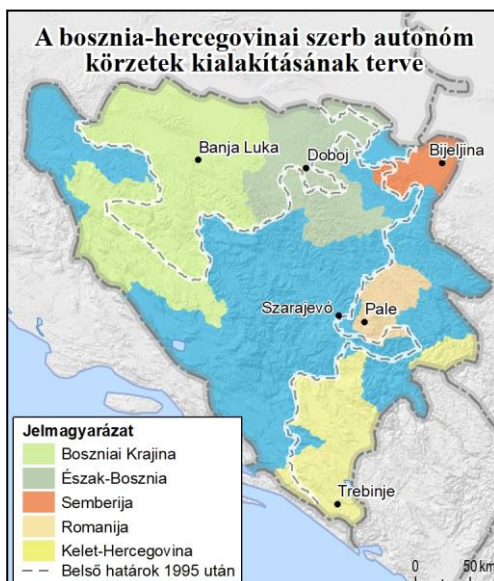 A bosznia-hercegovinai szerb autonóm
körzetek kialakításának terve
Banja Luka
Doboj
Bijeljina
Szarajevó
Pale
Trebinje
Jelmagyarázat
Boszniai Krajina
Észak-Bosznia
Semberija
Romanija
Kelet-Hercegovina
Belső határok 1995 után
0 50 km